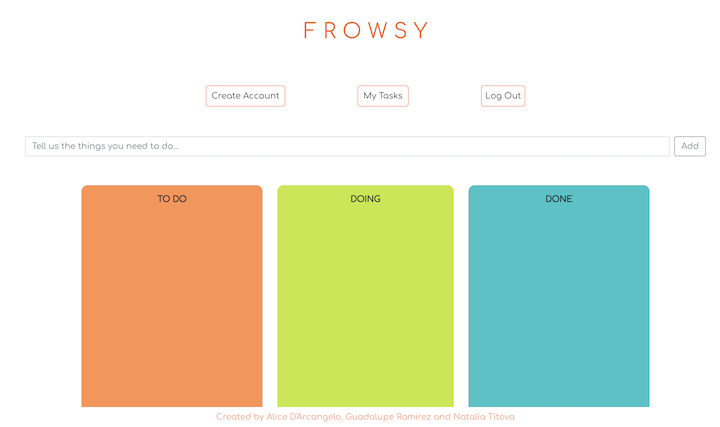 FROWSY
Create Account
My Tasks
Log Out
Tell us the things you need to do...
Add
TO DO
DOING
DONE
Created by Alice D'Arcangelo, Guadalupe Ramirez and Natalia Titova